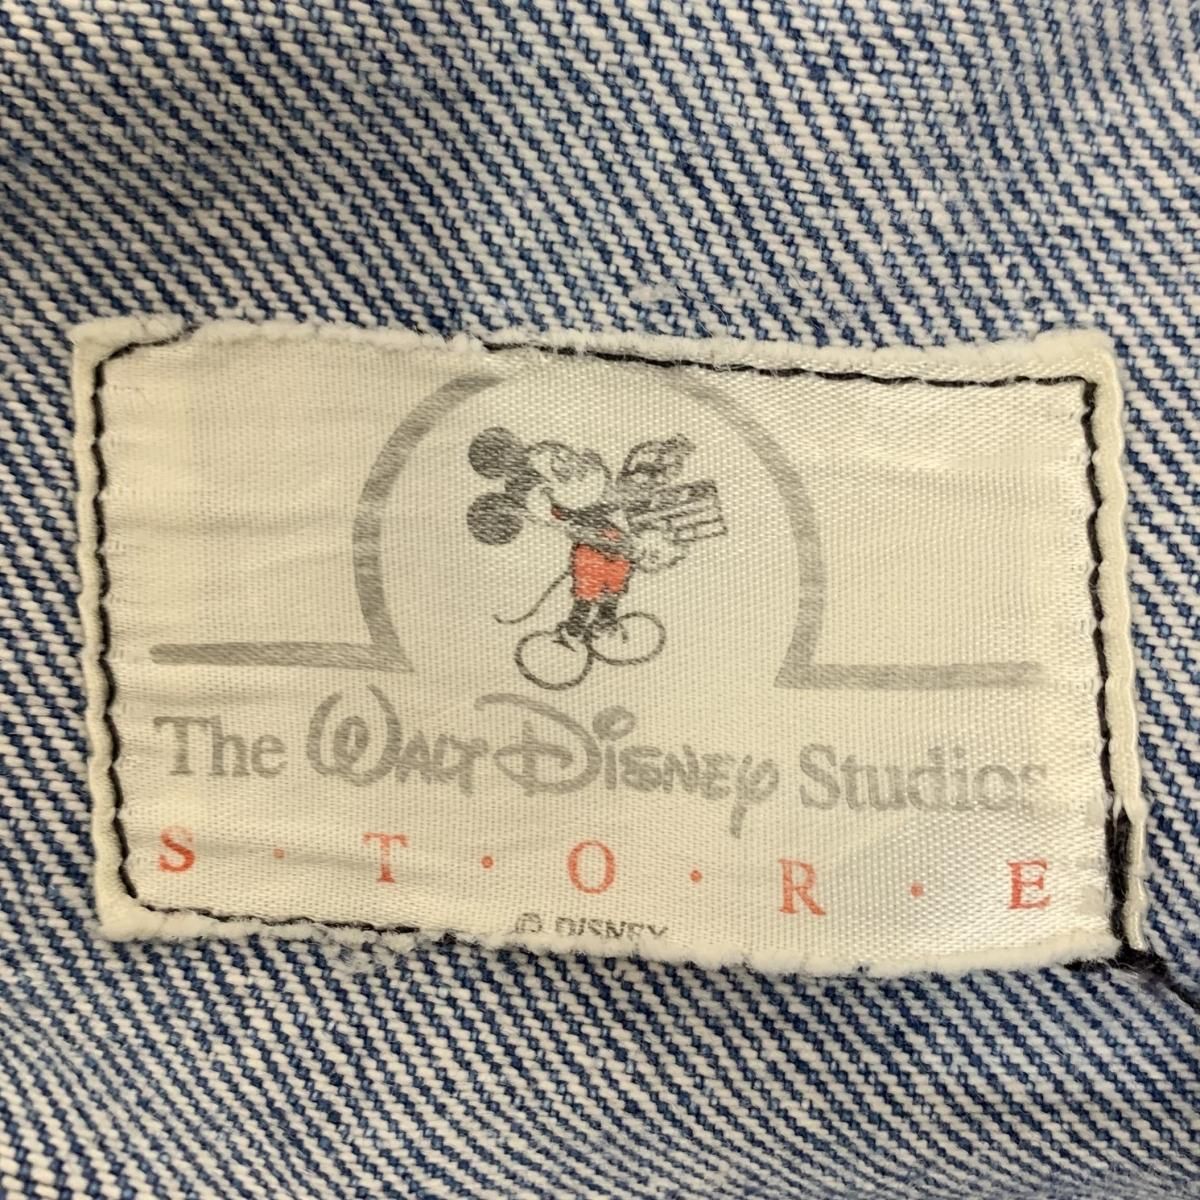 The WALT DISNEY Studios
S · T · O · R · E
© DISNEY